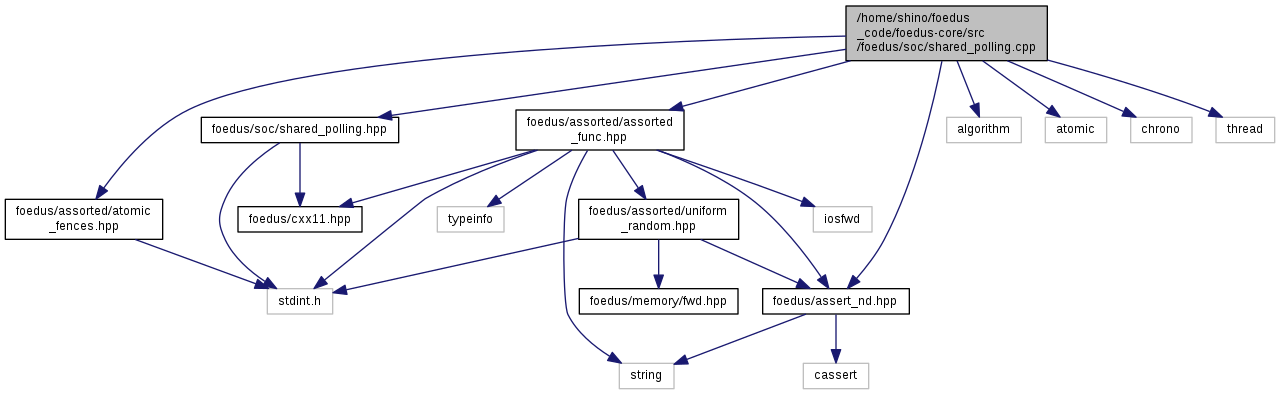 /home/shino/foedus
_code/foedus-core/src
/foedus/soc/shared_polling.cpp
foedus/soc/shared_polling.hpp
foedus/assorted/assorted
_func.hpp
algorithm
atomic
chrono
thread
foedus/assorted/atomic
_fences.hpp
foedus/cxx11.hpp
typeinfo
foedus/assorted/uniform
_random.hpp
iosfwd
stdint.h
foedus/memory/fwd.hpp
foedus/assert_nd.hpp
string
cassert